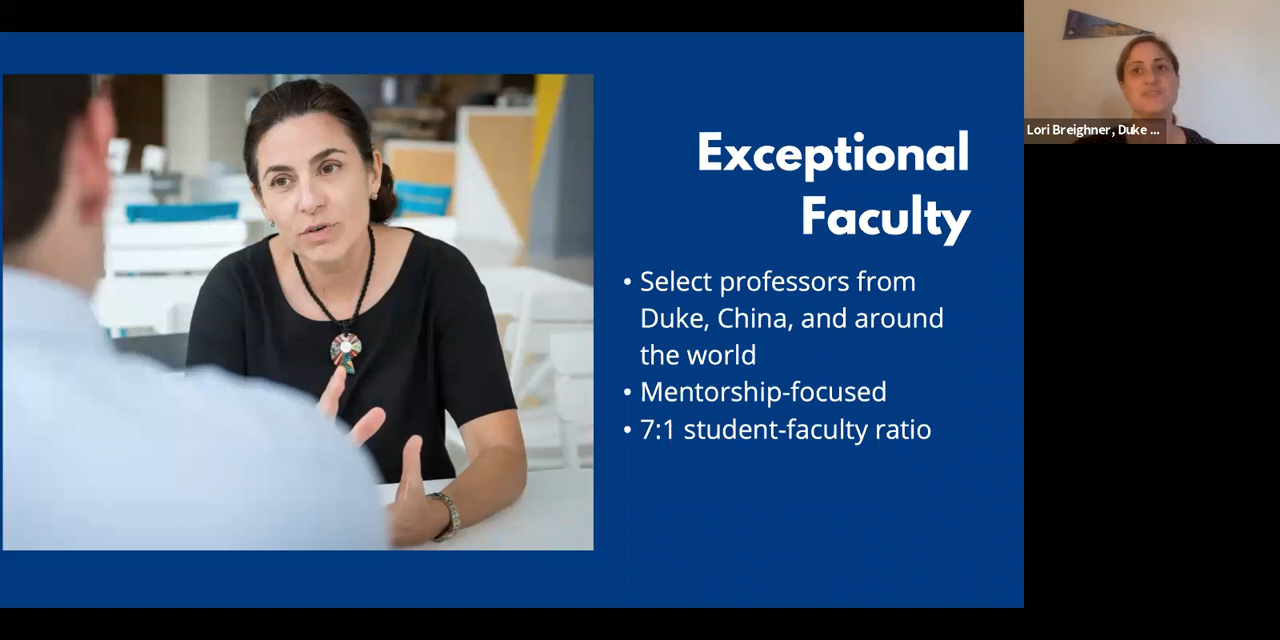 Exceptional
Faculty
• Select professors from
Duke, China, and around
the world
• Mentorship-focused
• 7:1 student-faculty ratio
Lori Breighner, Duke ...